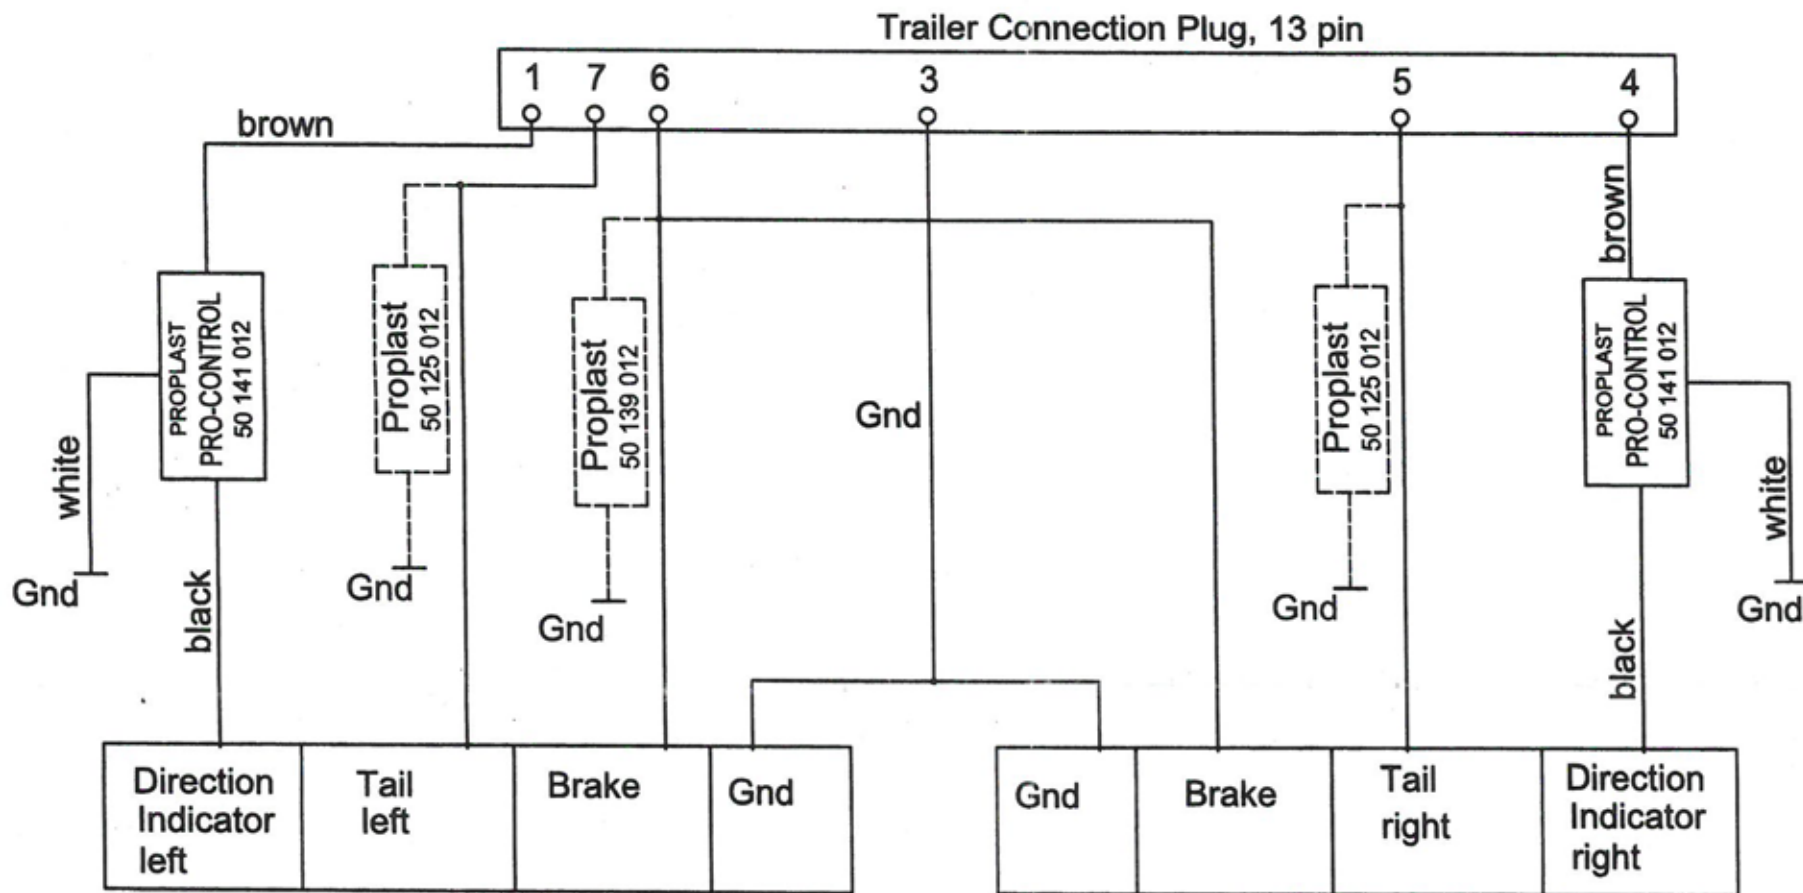 Trailer Connection Plug, 13 pin
1 7 6 3 5 4
brown
brown
PROPLAST
PRO-CONTROL
50 141 012
Proplast
50 125 012
Proplast
50 139 012
Gnd
Proplast
50 125 012
PROPLAST
PRO-CONTROL
50 141 012
white
white
Gnd
black
Gnd
Gnd
Gnd
black
Gnd
Direction
Indicator
left
Tail
left
Brake
Gnd
Gnd
Brake
Tail
right
Direction
Indicator
right